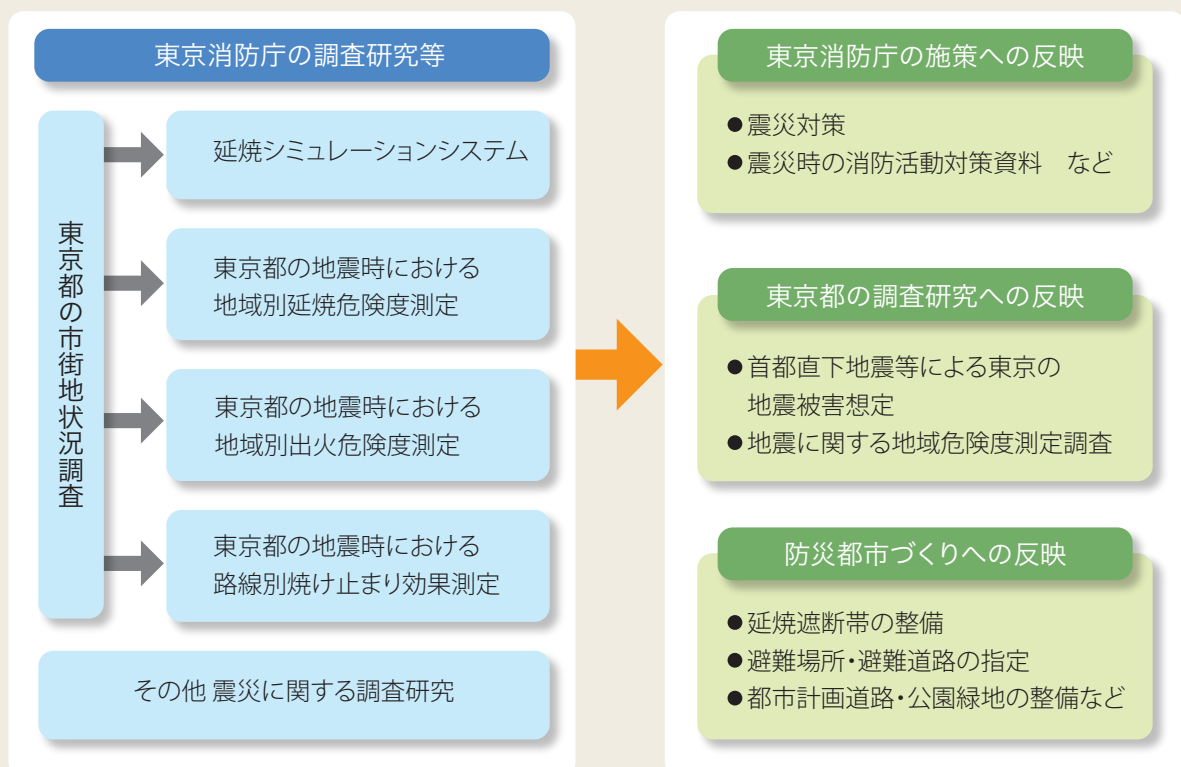 東京消防庁の調査研究等
東京都の市街地状況調査
延焼シミュレーションシステム
東京都の地震時における
地域別延焼危険度測定
東京都の地震時における
地域別出火危険度測定
東京都の地震時における
路線別焼け止まり効果測定
その他 震災に関する調査研究
東京消防庁の施策への反映
●震災対策
●震災時の消防活動対策資料　など
東京都の調査研究への反映
●首都直下地震等による東京の
地震被害想定
●地震に関する地域危険度測定調査
防災都市づくりへの反映
●延焼遮断帯の整備
●避難場所・避難道路の指定
●都市計画道路・公園緑地の整備など